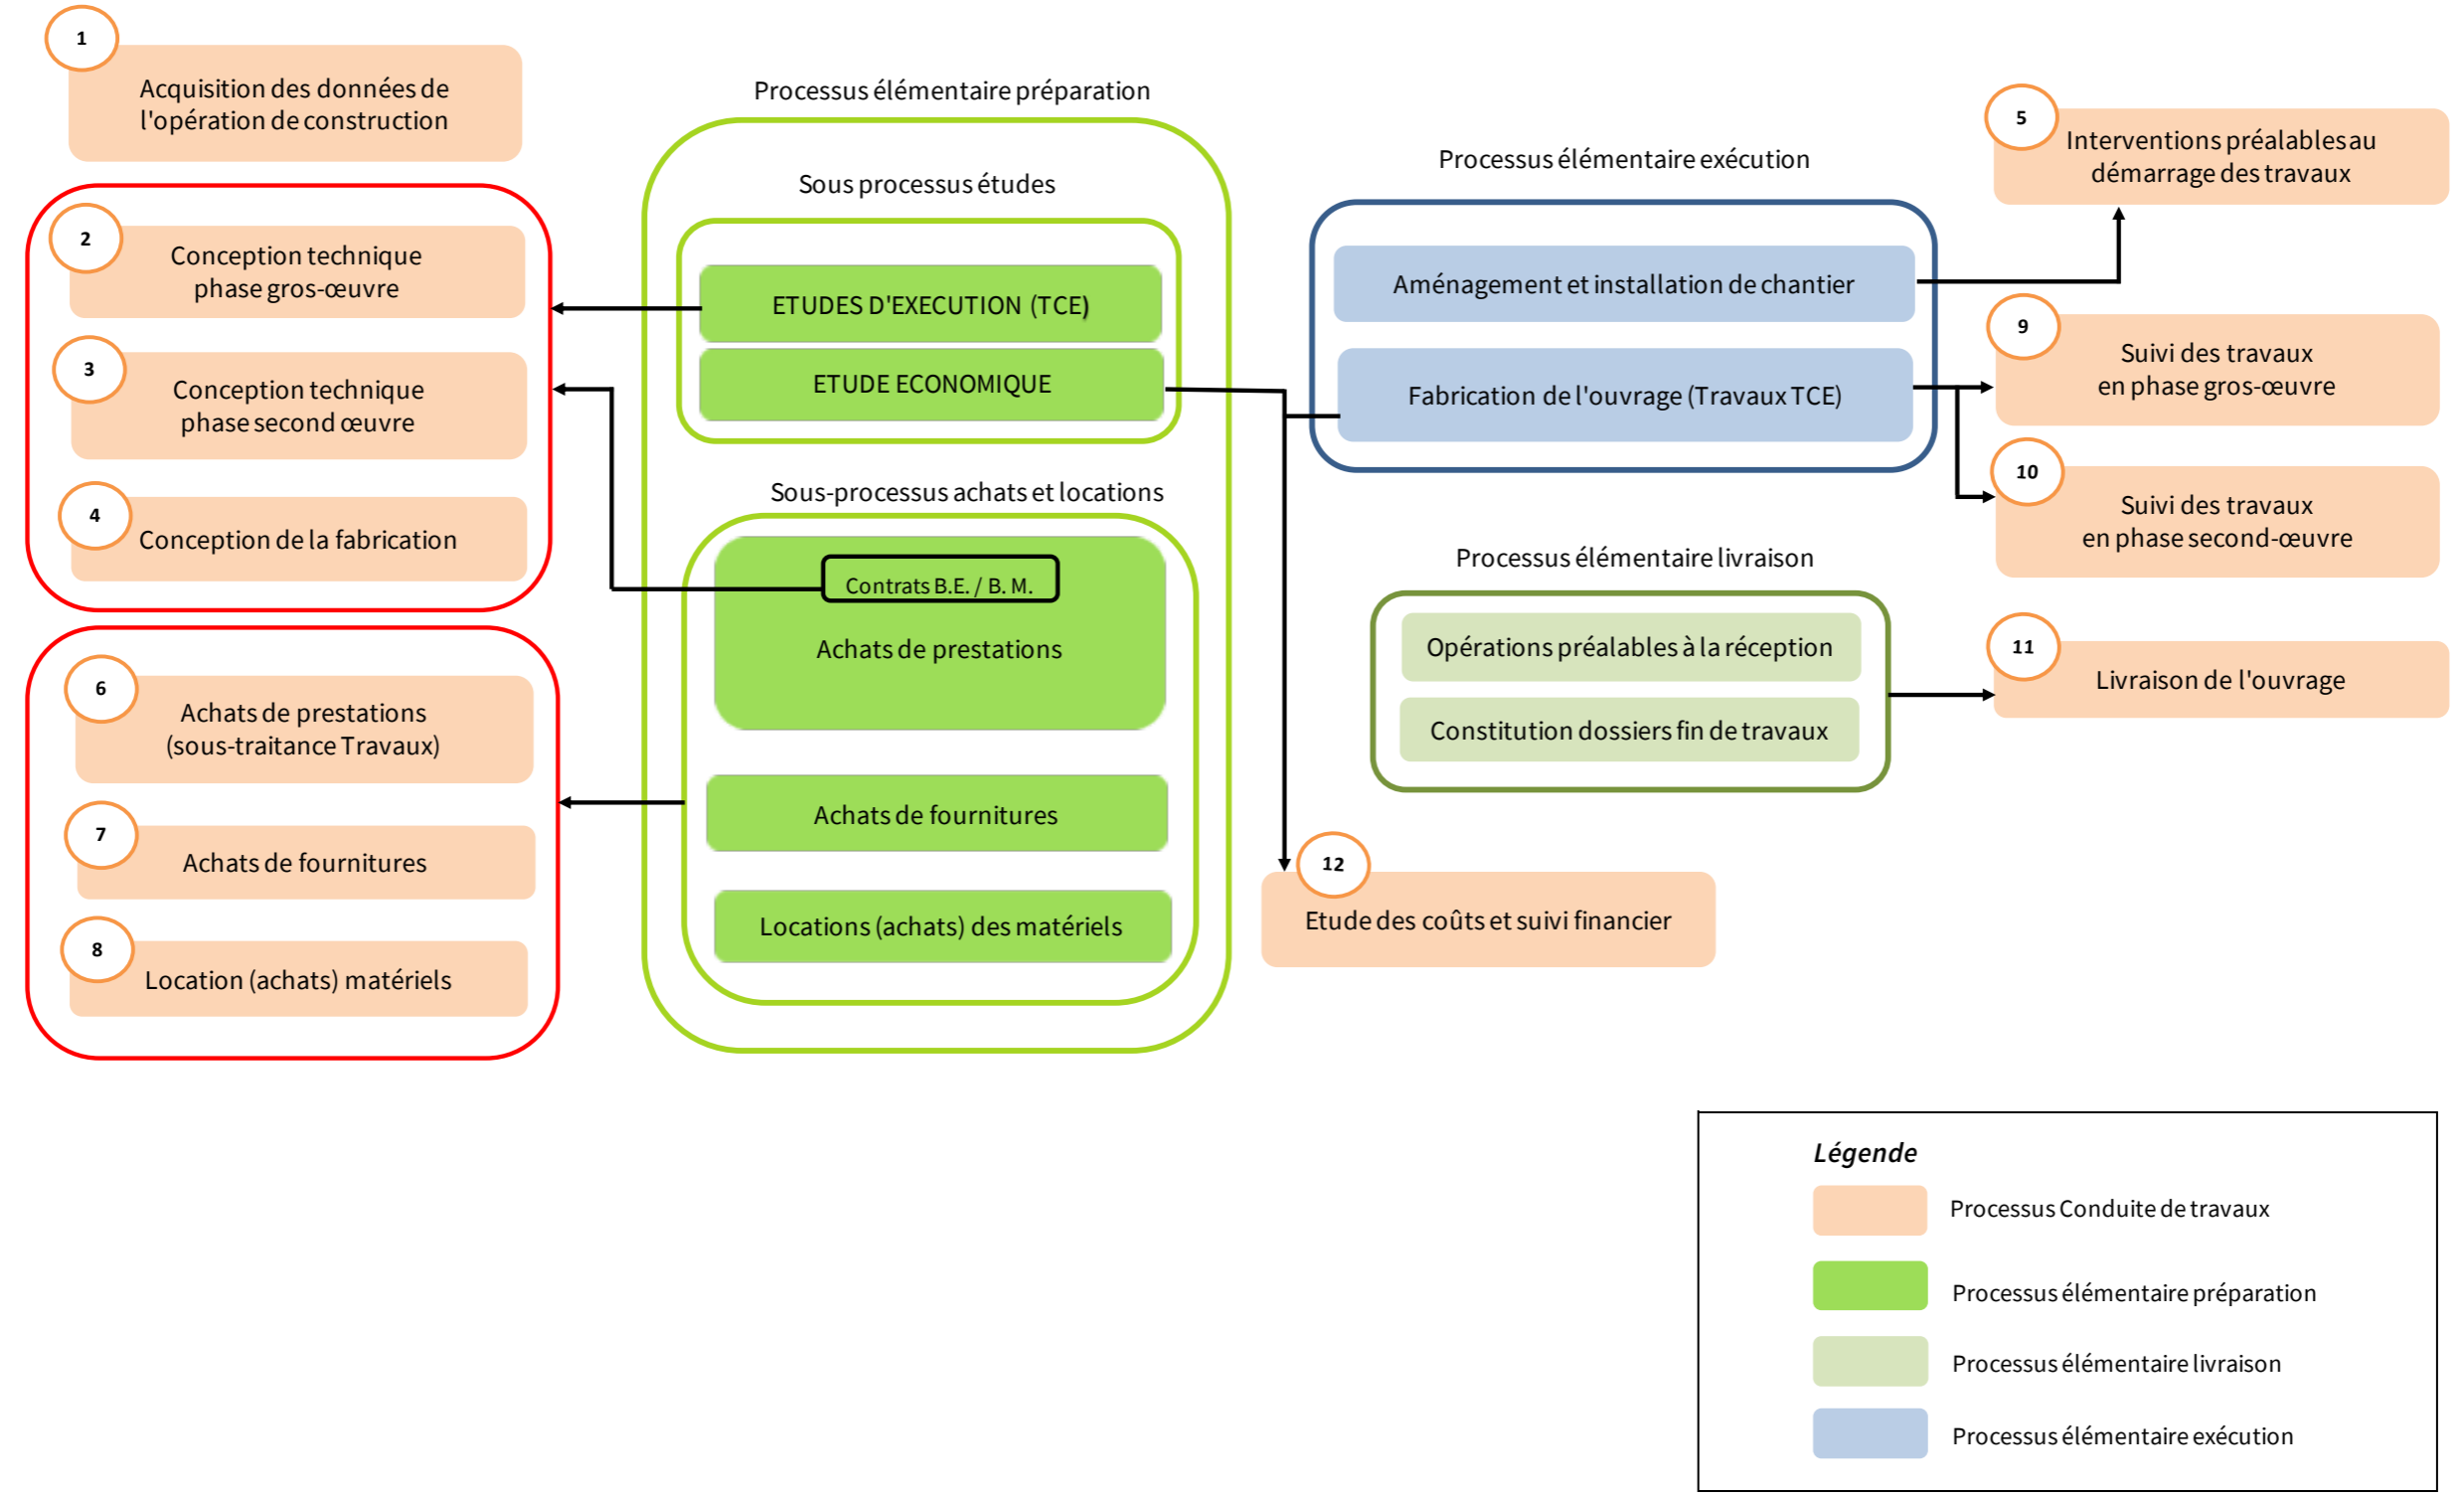 1
Acquisition des données de
l'opération de construction
2
Conception technique
phase gros-œuvre
3
Conception technique
phase second œuvre
4
Conception de la fabrication
6
Achats de prestations
(sous-traitance Travaux)
7
Achats de fournitures
8
Location (achats) matériels
Processus élémentaire préparation
Sous processus études
ETUDES D'EXECUTION (TCE)
ETUDE ECONOMIQUE
Sous-processus achats et locations
Contrats B.E. / B. M.
Achats de prestations
Achats de fournitures
Locations (achats) des matériels
Processus élémentaire exécution
Aménagement et installation de chantier
Fabrication de l'ouvrage (Travaux TCE)
Processus élémentaire livraison
Opérations préalables à la réception
Constitution dossiers fin de travaux
12
Etude des coûts et suivi financier
5
Interventions préalables au
démarrage des travaux
9
Suivi des travaux
en phase gros-œuvre
10
Suivi des travaux
en phase second-œuvre
11
Livraison de l'ouvrage
Légende
Processus Conduite de travaux
Processus élémentaire préparation
Processus élémentaire livraison
Processus élémentaire exécution